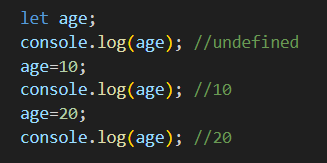 let age;
console.log(age); //undefined
age=10;
console.log(age); //10
age=20;
console.log(age); //20